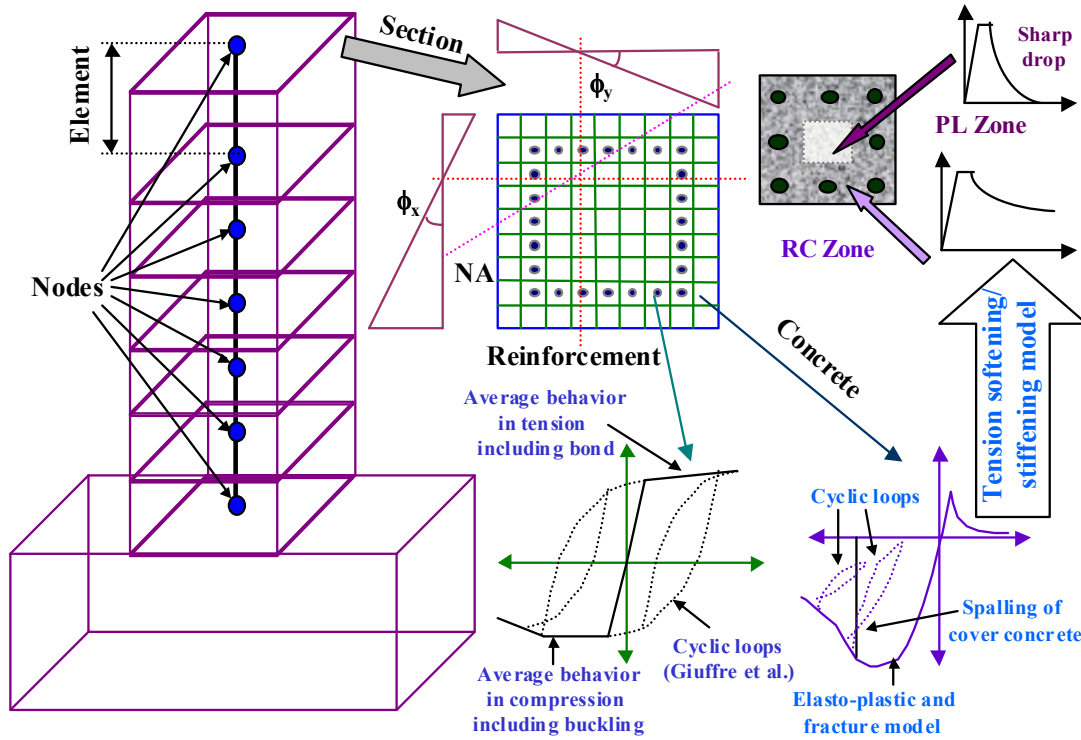 Element
Nodes
Section
ϕy
ϕx
NA
Reinforcement
Concrete
Sharp
drop
PL Zone
RC Zone
Tension softening/
stiffening model
Average behavior
in tension
including bond
Average behavior
in compression
including buckling
Cyclic loops
(Giuffre et al.)
Cyclic loops
Spalling of
cover concrete
Elasto-plastic and
fracture model